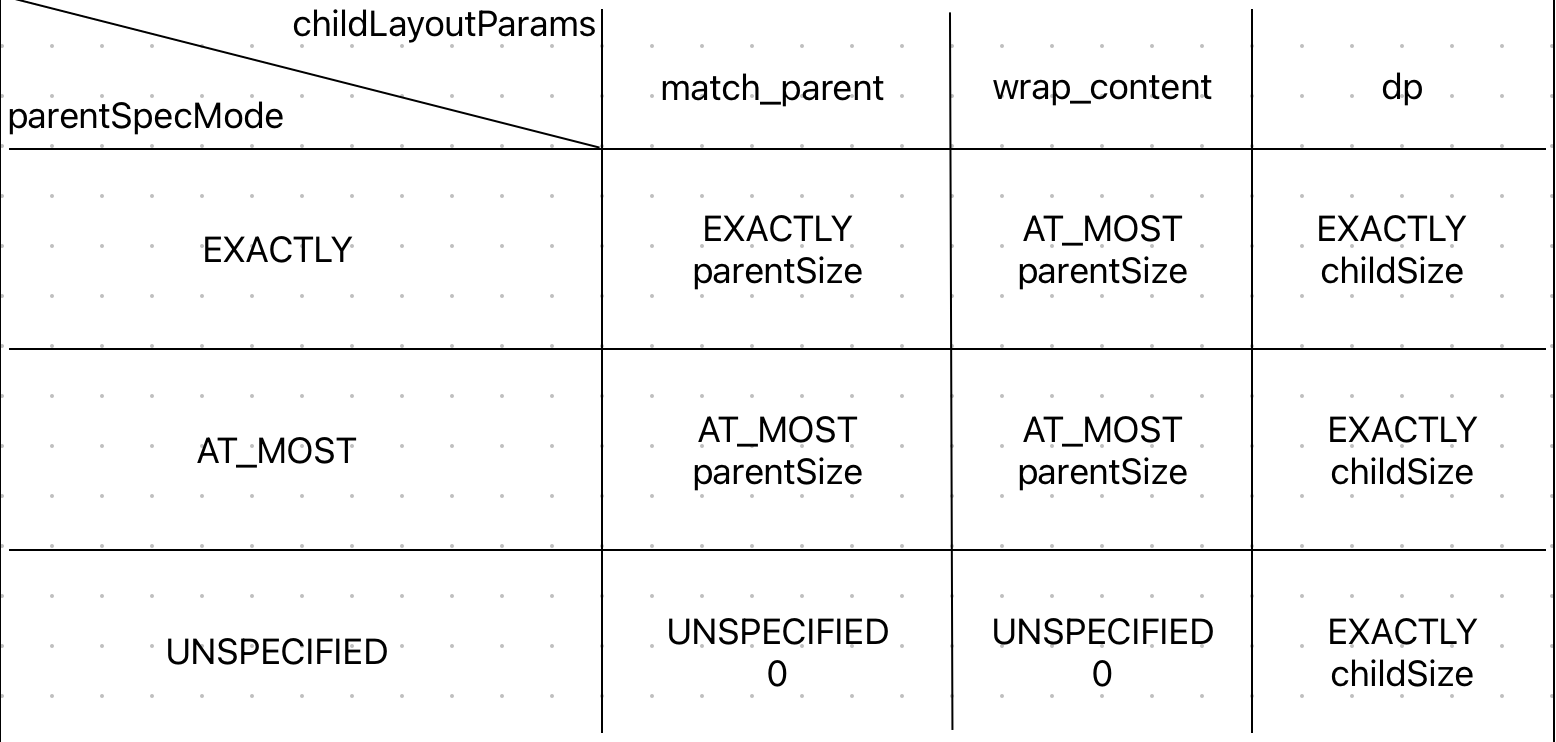 childLayoutParams
parentSpecMode
match_parent
wrap_content
dp
EXACTLY
EXACTLY
parentSize
AT_MOST
parentSize
EXACTLY
childSize
AT_MOST
AT_MOST
parentSize
AT_MOST
parentSize
EXACTLY
childSize
UNSPECIFIED
UNSPECIFIED
0
UNSPECIFIED
0
EXACTLY
childSize